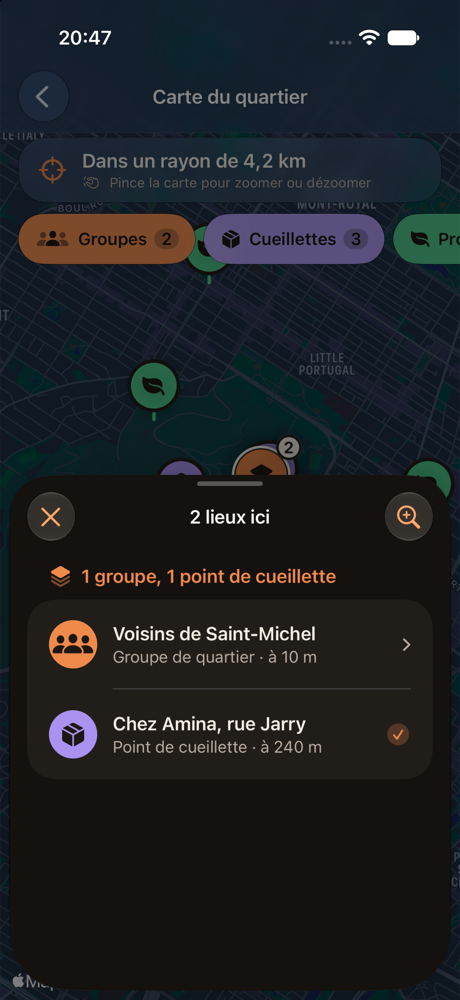 20:47
Carte du quartier
Dans un rayon de 4,2 km
Pince la carte pour zoomer ou dézoomer
MONT-ROYAL
Groupes 2
Cueillettes 3
LITTLE
PORTUGAL
2
2 lieux ici
1 groupe, 1 point de cueillette
Voisins de Saint-Michel
Groupe de quartier · à 10 m
Chez Amina, rue Jarry
Point de cueillette · à 240 m